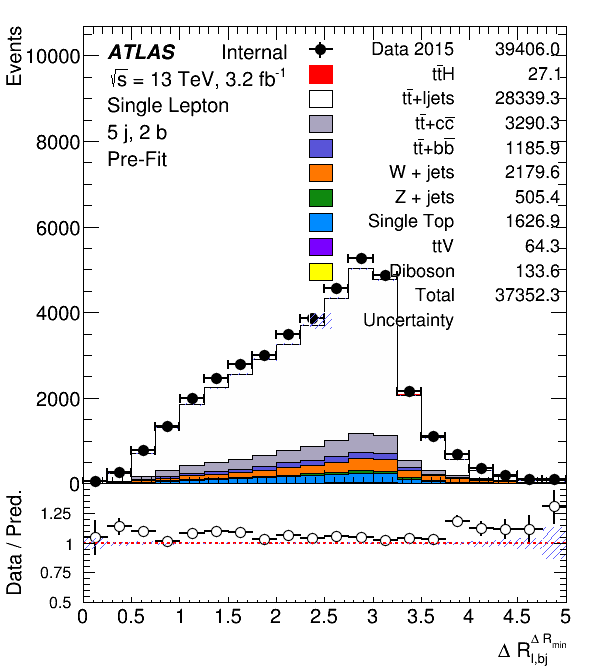 Events
10000
8000
6000
4000
2000
0
ATLAS Internal
√s = 13 TeV, 3.2 fb⁻¹
Single Lepton
5 j, 2 b
Pre-Fit
Data 2015 39406.0
tt̄H 27.1
tt̄+ljets 28339.3
tt̄+cc̄ 3290.3
tt̄+bb̄ 1185.9
W + jets 2179.6
Z + jets 505.4
Single Top 1626.9
ttV 64.3
Diboson 133.6
Total 37352.3
Uncertainty
Data / Pred.
1.25
1
0.75
0.5
0 0.5 1 1.5 2 2.5 3 3.5 4 4.5 5
Δ R_{l,bj}^{Δ R_{min}}